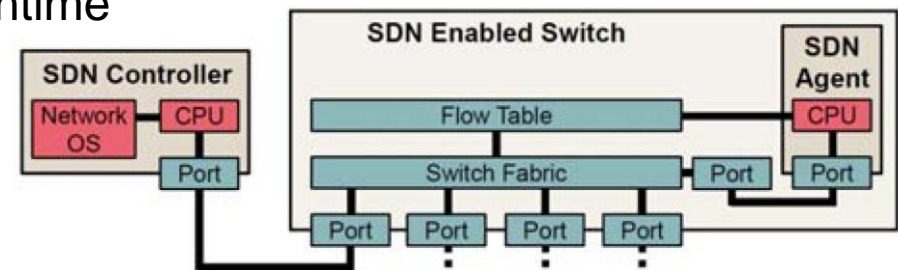 SDN Controller
Network
OS
CPU
Port
SDN Enabled Switch
SDN
Agent
Flow Table
CPU
Switch Fabric
Port
Port
Port
Port
Port
Port